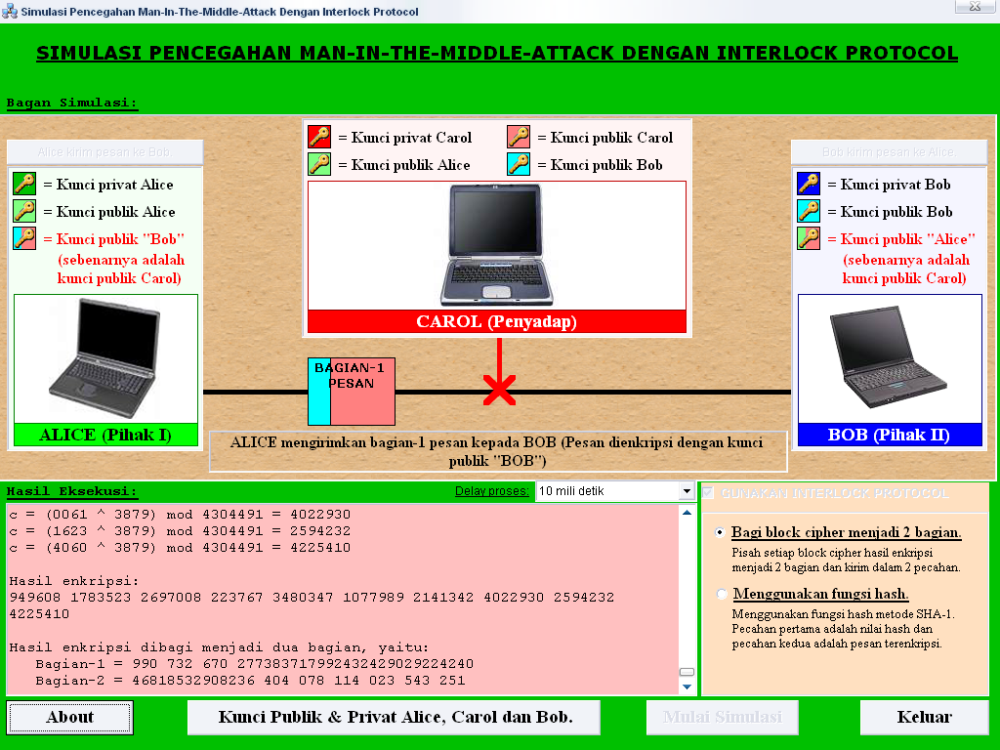 Simulasi Pencegahan Man-In-The-Middle-Attack Dengan Interlock Protocol
SIMULASI PENCEGAHAN MAN-IN-THE-MIDDLE-ATTACK DENGAN INTERLOCK PROTOCOL
Bagan Simulasi:
Alice kirim pesan ke Bob.
= Kunci privat Alice
= Kunci publik Alice
= Kunci publik "Bob"
(sebenarnya adalah
kunci publik Carol)
ALICE (Pihak I)
= Kunci privat Carol
= Kunci publik Carol
= Kunci publik Alice
= Kunci publik Bob
CAROL (Penyadap)
Bob kirim pesan ke Alice.
= Kunci privat Bob
= Kunci publik Bob
= Kunci publik "Alice"
(sebenarnya adalah
kunci publik Carol)
BOB (Pihak II)
BAGIAN-1
PESAN
ALICE mengirimkan bagian-1 pesan kepada BOB (Pesan dienkripsi dengan kunci
publik "BOB")
Hasil Eksekusi:
Delay proses:
10 mili detik
c = (0061 ^ 3879) mod 4304491 = 4022930
c = (1623 ^ 3879) mod 4304491 = 2594232
c = (4060 ^ 3879) mod 4304491 = 4225410
Hasil enkripsi:
949608 1783523 2697008 223767 3480347 1077989 2141342 4022930 2594232
4225410
Hasil enkripsi dibagi menjadi dua bagian, yaitu:
Bagian-1 = 990 732 670 277383717992432429029224240
Bagian-2 = 46818532908236 404 078 114 023 543 251
GUNAKAN INTERLOCK PROTOCOL
Bagi block cipher menjadi 2 bagian.
Pisah setiap block cipher hasil enkripsi
menjadi 2 bagian dan kirim dalam 2 pecahan.
Menggunakan fungsi hash.
Menggunakan fungsi hash metode SHA-1.
Pecahan pertama adalah nilai hash dan
pecahan kedua adalah pesan terenkripsi.
About
Kunci Publik & Privat Alice, Carol dan Bob.
Mulai Simulasi
Keluar